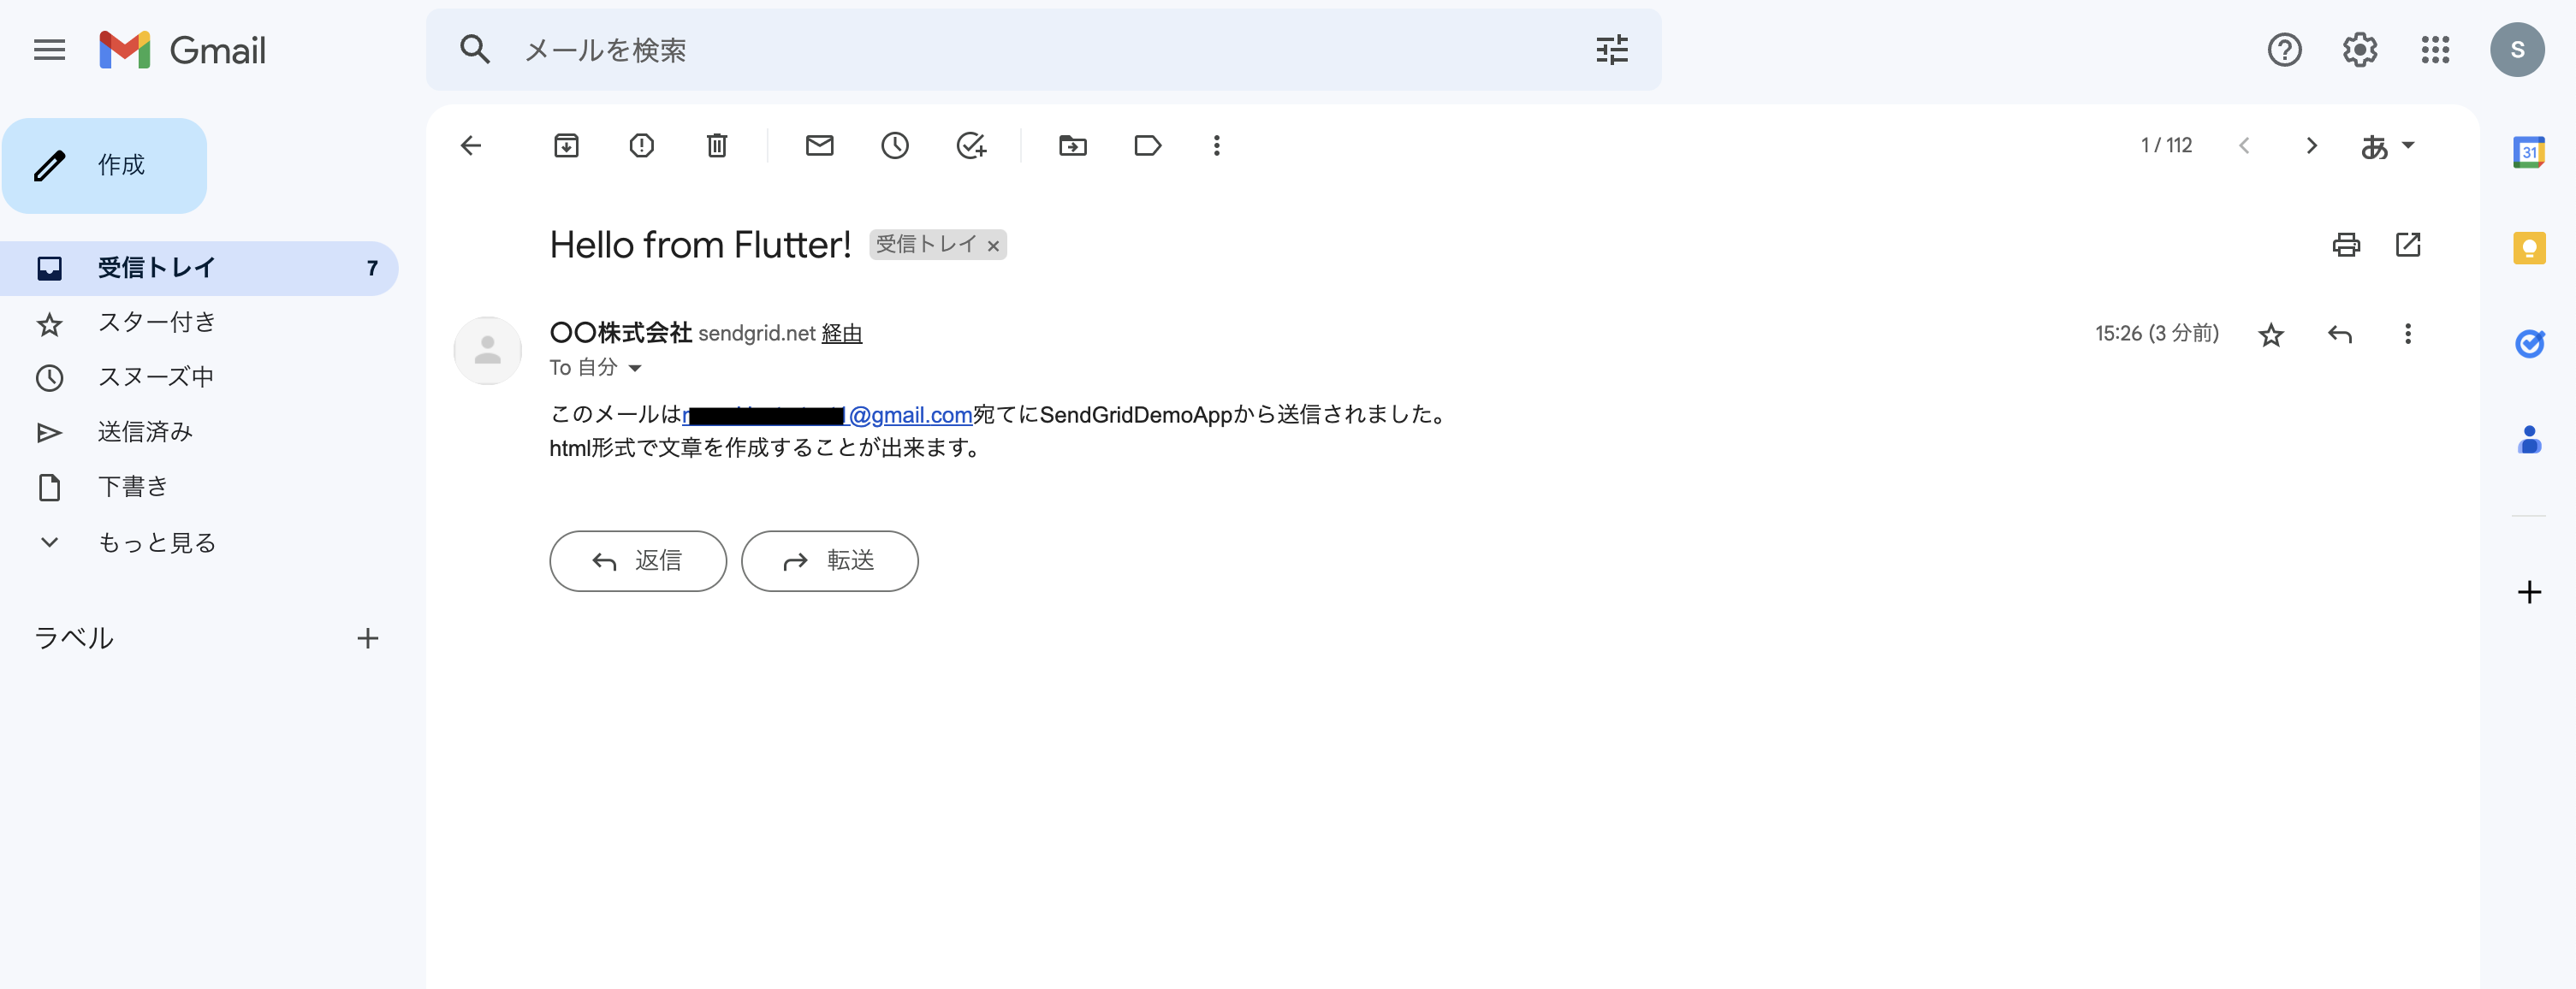 Gmail
メールを検索
S
作成
1 / 112
あ
31
Hello from Flutter! 受信トレイ ×
受信トレイ 7
スター付き
スヌーズ中
送信済み
下書き
もっと見る
ラベル
〇〇株式会社 sendgrid.net 経由
15:26 (3 分前)
To 自分
このメールは@gmail.com宛てにSendGridDemoAppから送信されました。
html形式で文章を作成することが出来ます。
返信
転送